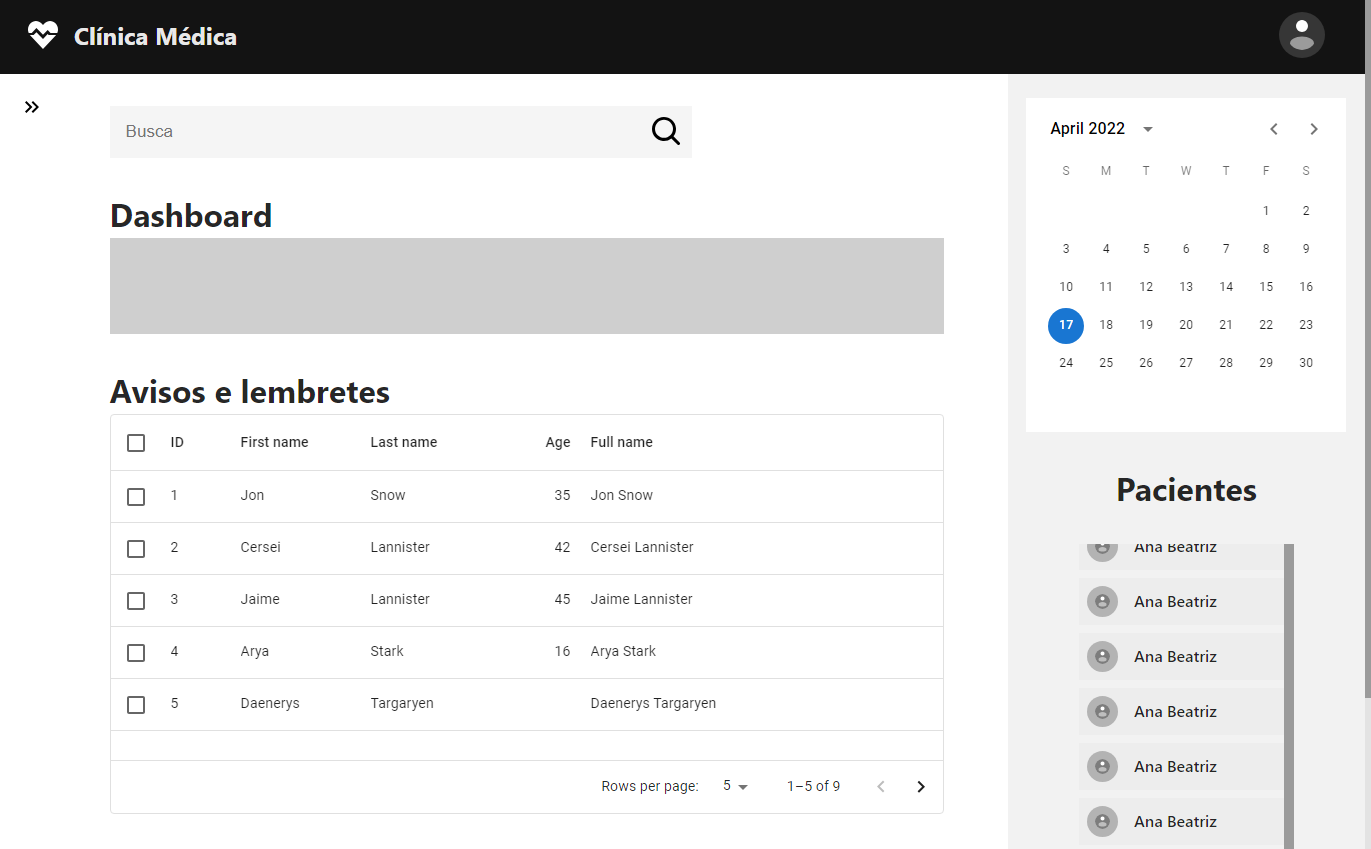 Clínica Médica
Busca
Dashboard
Avisos e lembretes
ID First name Last name Age Full name
1 Jon Snow 35 Jon Snow
2 Cersei Lannister 42 Cersei Lannister
3 Jaime Lannister 45 Jaime Lannister
4 Arya Stark 16 Arya Stark
5 Daenerys Targaryen Daenerys Targaryen
Rows per page: 5 1–5 of 9
April 2022
S M T W T F S
1 2
3 4 5 6 7 8 9
10 11 12 13 14 15 16
17 18 19 20 21 22 23
24 25 26 27 28 29 30
Pacientes
Ana Beatriz
Ana Beatriz
Ana Beatriz
Ana Beatriz
Ana Beatriz
Ana Beatriz